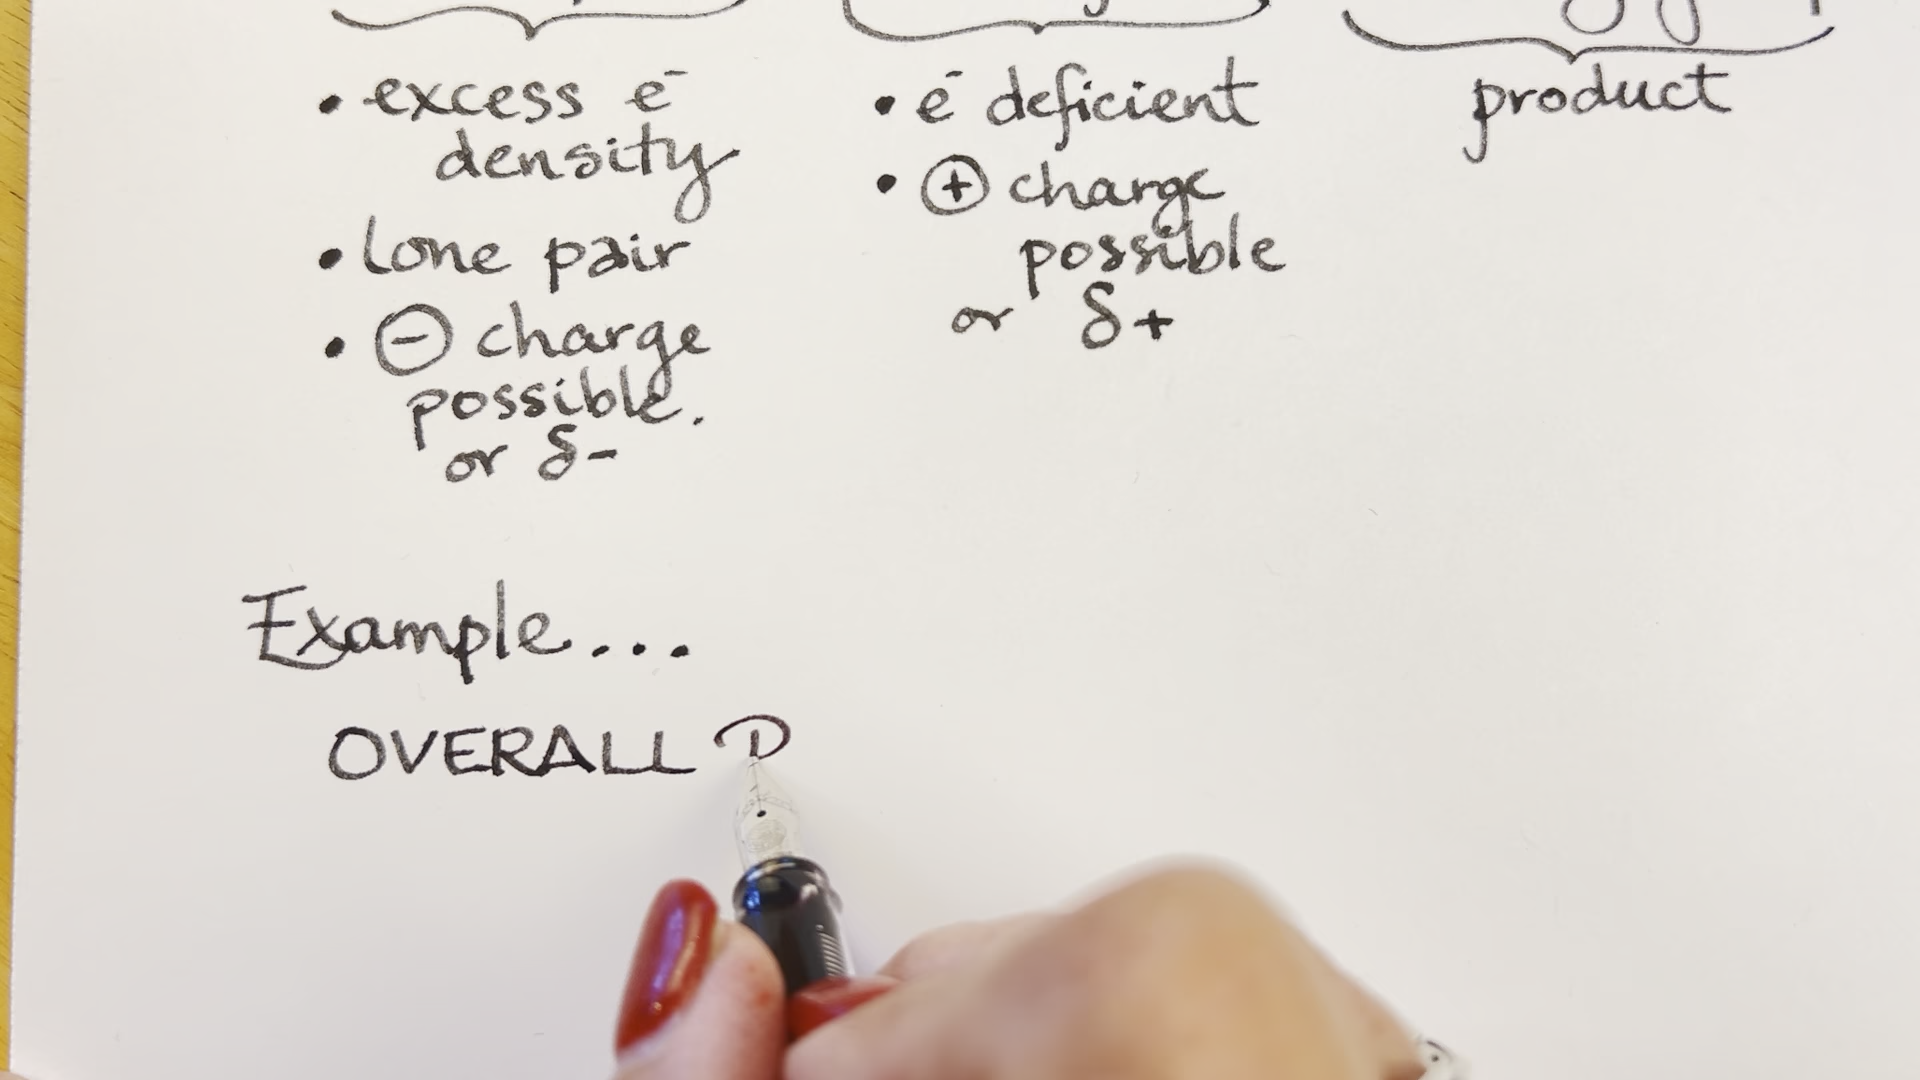 • excess e⁻
density
• lone pair
• ⊖ charge
possible.
or δ-
• e⁻ deficient
• ⊕ charge
possible
or δ+
product
Example...
OVERALL